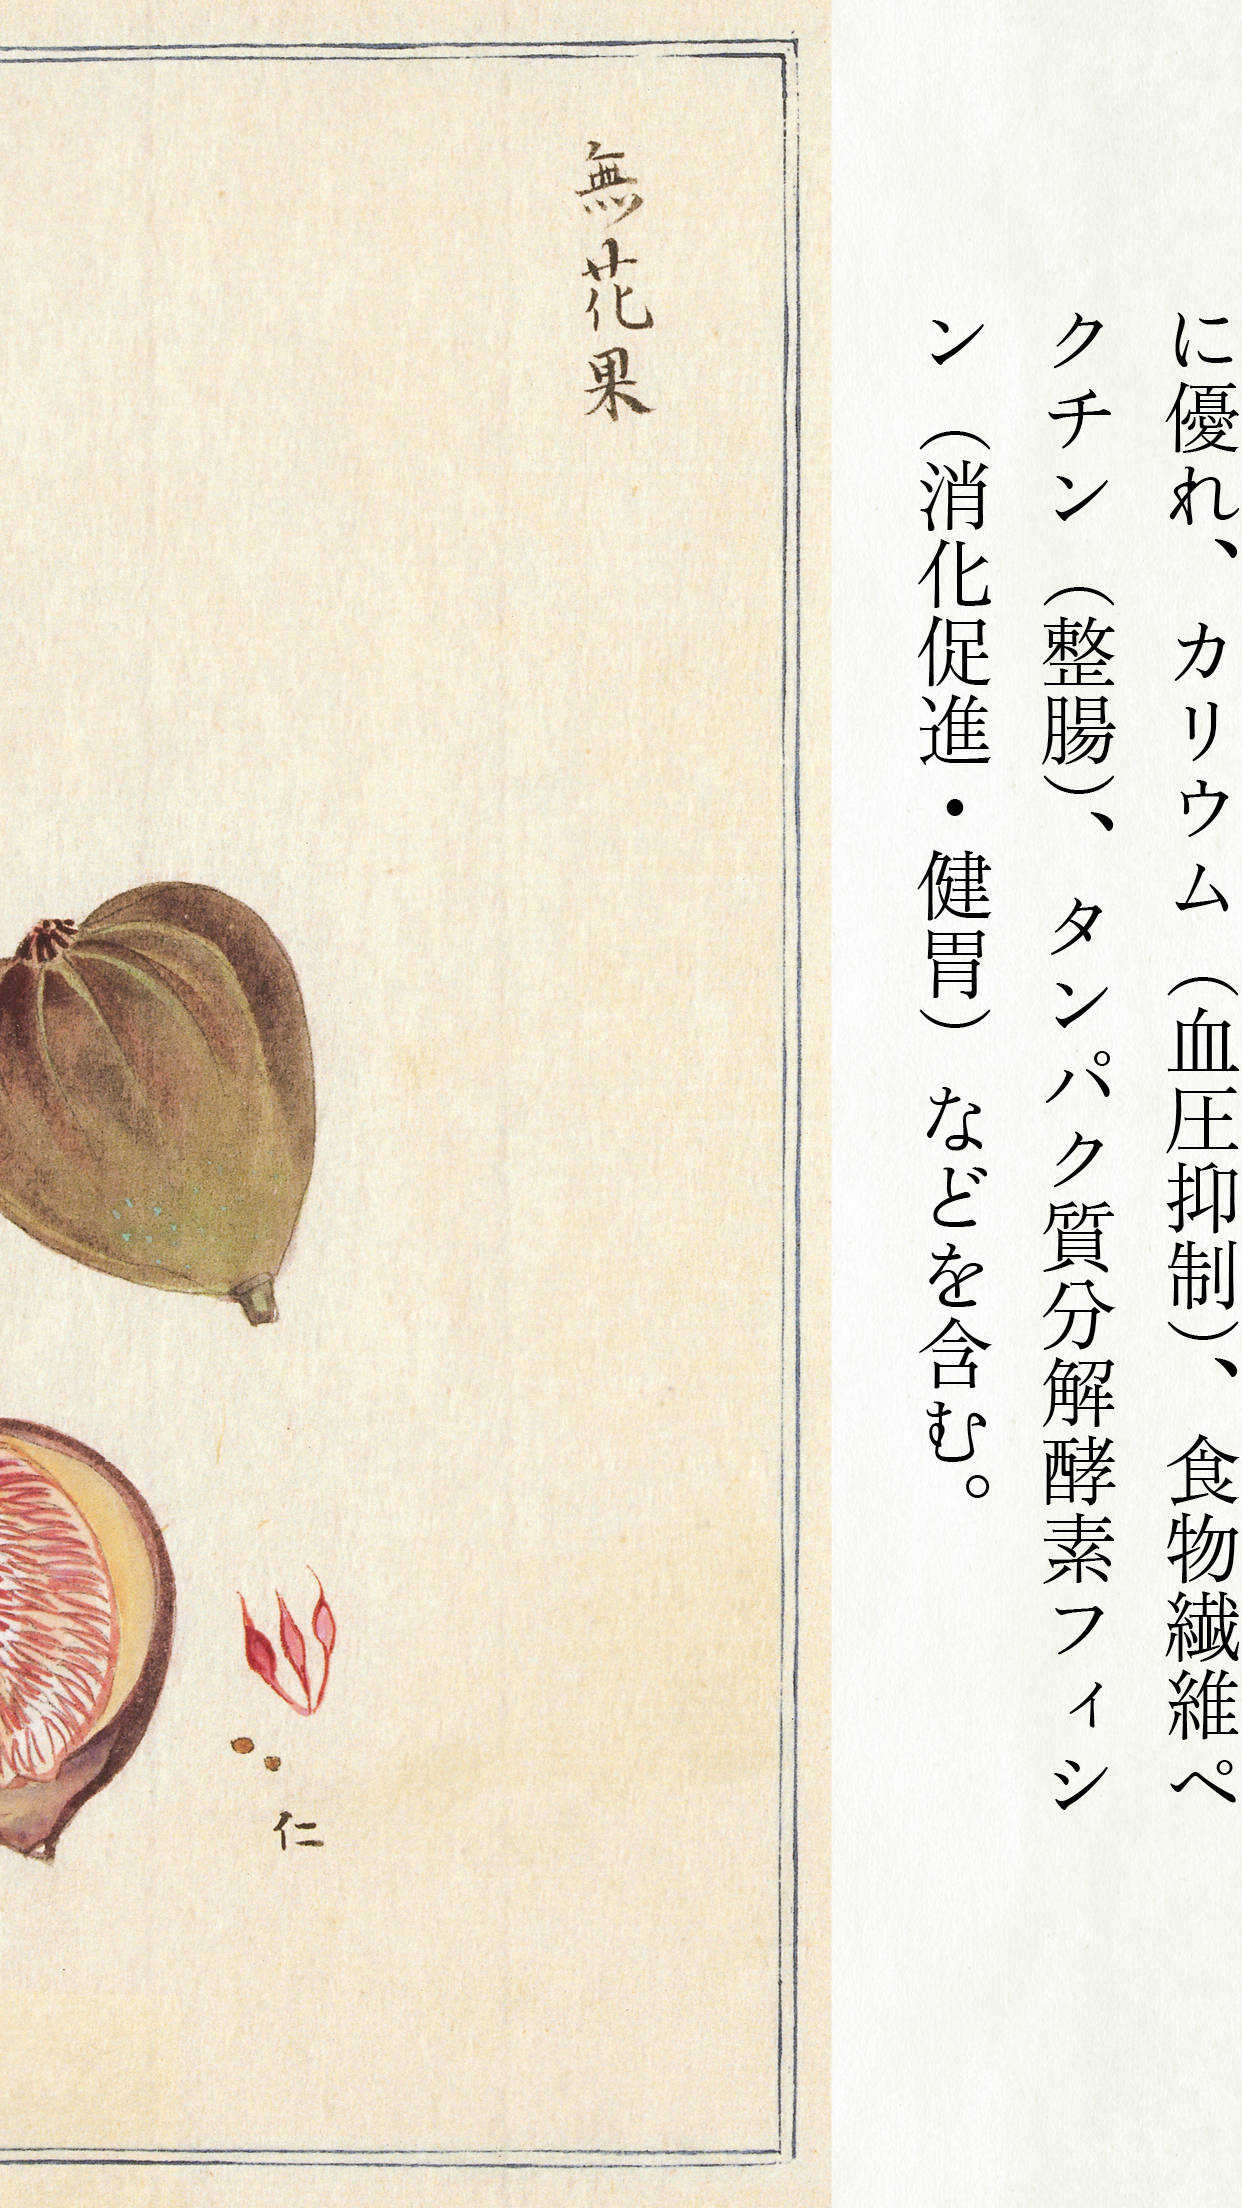 に優れ、カリウム（血圧抑制）、食物繊維ペ
クチン（整腸）、タンパク質分解酵素フィシ
ン（消化促進・健胃）などを含む。
無花果
仁